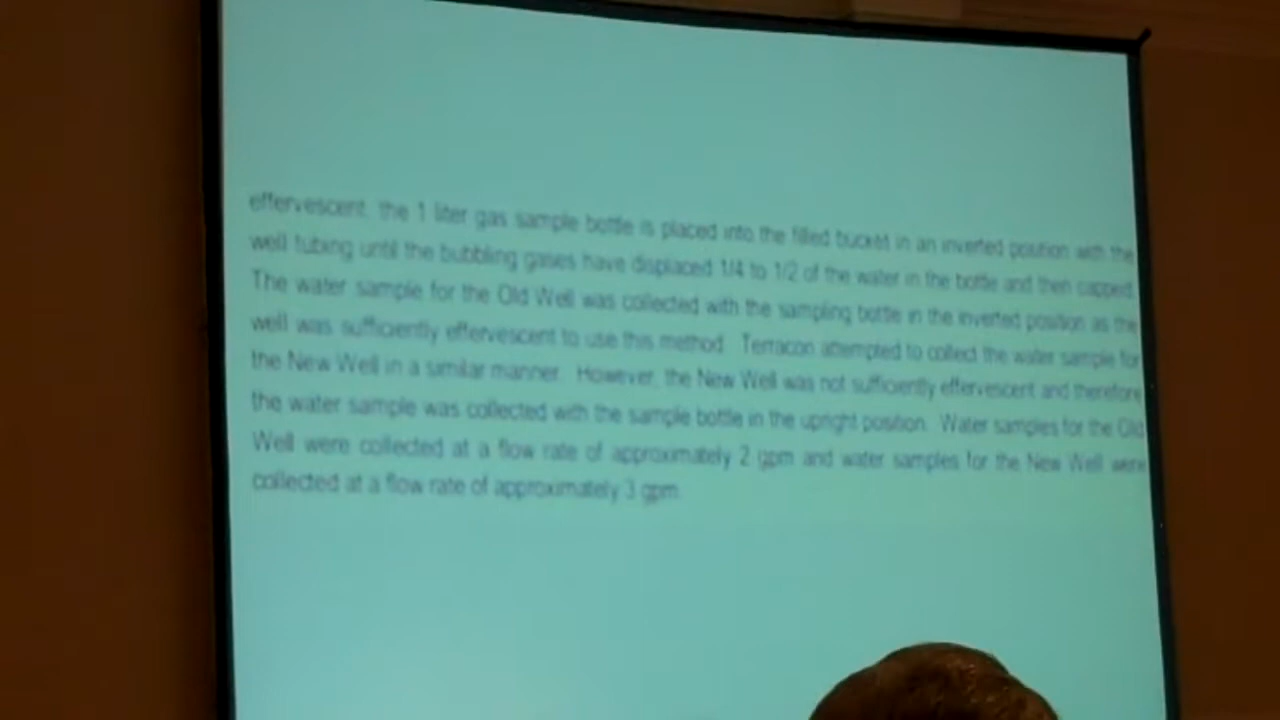 effervescent, the 1 liter gas sample bottle is placed into the filled bucket in an inverted position with the
well tubing until the bubbling gases have displaced 1/4 to 1/2 of the water in the bottle and then capped.
The water sample for the Old Well was collected with the sampling bottle in the inverted position as the
well was sufficiently effervescent to use this method. Terracon attempted to collect the water sample for
the New Well in a similar manner. However, the New Well was not sufficiently effervescent and therefore
the water sample was collected with the sample bottle in the upright position. Water samples for the Old
Well were collected at a flow rate of approximately 2 gpm and water samples for the New Well were
collected at a flow rate of approximately 3 gpm.